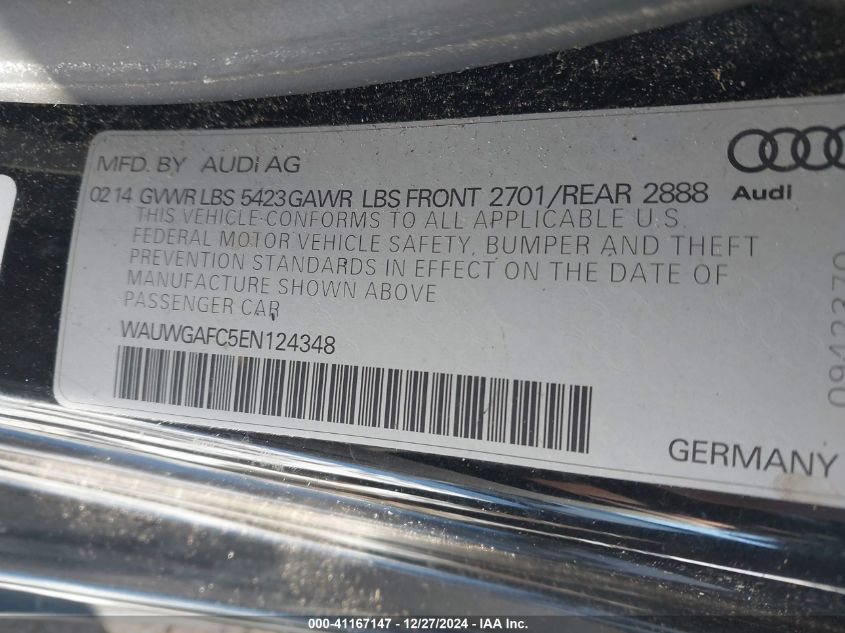 MFD. BY AUDI AG
0214 GVWR LBS 5423 GAWR LBS FRONT 2701/REAR 2888
Audi
THIS VEHICLE CONFORMS TO ALL APPLICABLE U.S.
FEDERAL MOTOR VEHICLE SAFETY, BUMPER AND THEFT
PREVENTION STANDARDS IN EFFECT ON THE DATE OF
MANUFACTURE SHOWN ABOVE
PASSENGER CAR
WAUWGAFC5EN124348
GERMANY
0942370
000-41167147 - 12/27/2024 - IAA Inc.